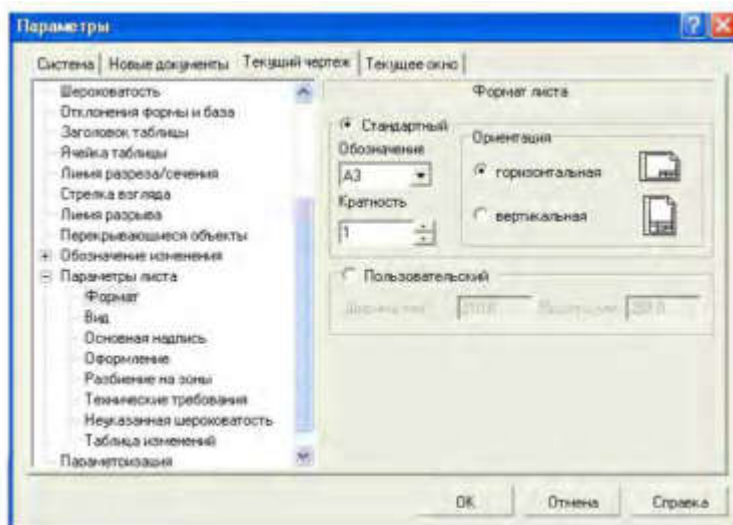 Параметры
Система Новые документы Текущий чертеж Текущее окно
Шероховатость
Отклонения формы и база
Заголовок таблицы
Ячейка таблицы
Линия разреза/сечения
Стрелка взгляда
Линия разрыва
Перекрывающиеся объекты
Обозначение изменения
Параметры листа
Формат
Вид
Основная надпись
Оформление
Разбиение на зоны
Технические требования
Неуказанная шероховатость
Таблица изменений
Параметризация
Формат листа
Стандартный
Обозначение
А3
Кратность
1
Ориентация
горизонтальная
вертикальная
Пользовательский
ОК Отмена Справка